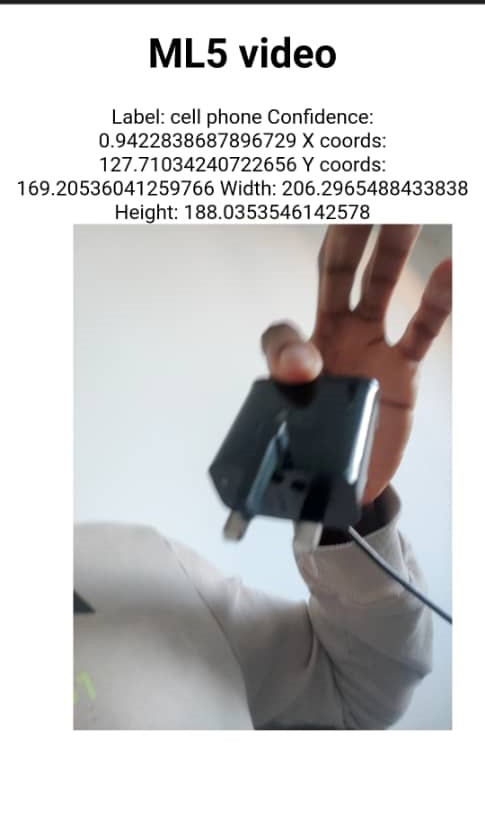 ML5 video
Label: cell phone Confidence:
0.9422838687896729 X coords:
127.71034240722656 Y coords:
169.20536041259766 Width: 206.2965488433838
Height: 188.0353546142578